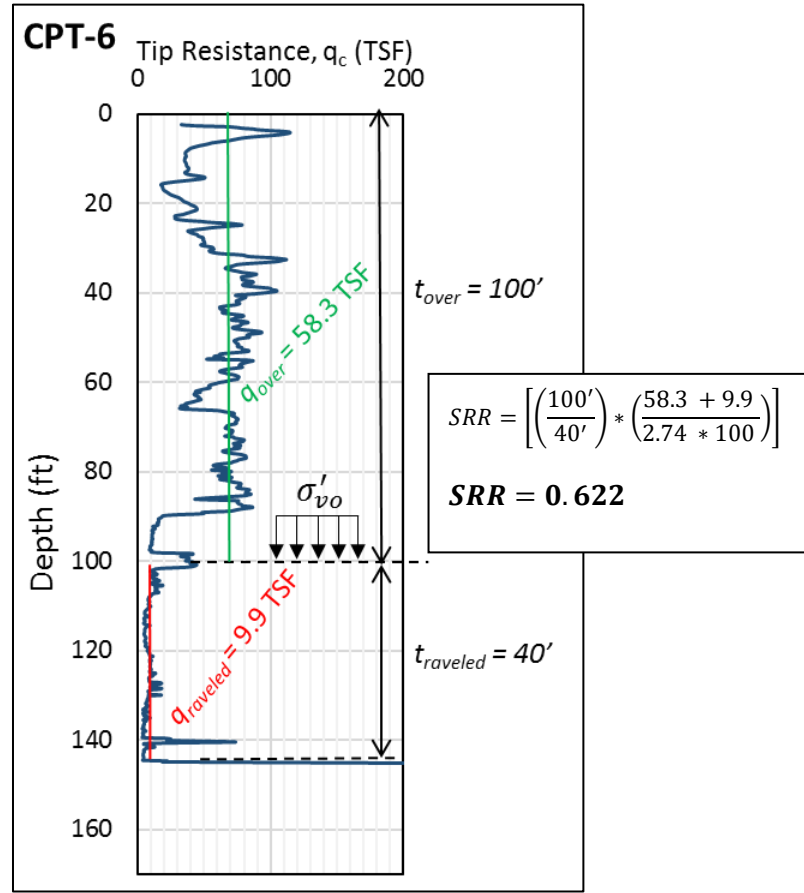 CPT-6
Tip Resistance, qc (TSF)
0 100 200
0
20
40
60
80
100
120
140
160
Depth (ft)
qover = 58.3 TSF
tover = 100’
σ′vo
qraveled = 9.9 TSF
traveled = 40’
SRR = [(100′/40′) * (58.3 + 9.9/2.74 * 100)]
SRR = 0.622